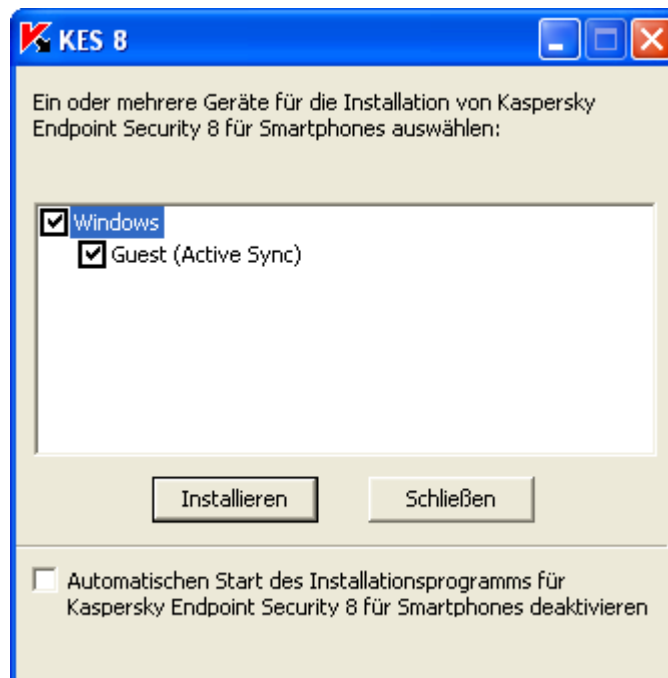 KES 8
Ein oder mehrere Geräte für die Installation von Kaspersky
Endpoint Security 8 für Smartphones auswählen:
Windows
Guest (Active Sync)
Installieren
Schließen
Automatischen Start des Installationsprogramms für
Kaspersky Endpoint Security 8 für Smartphones deaktivieren